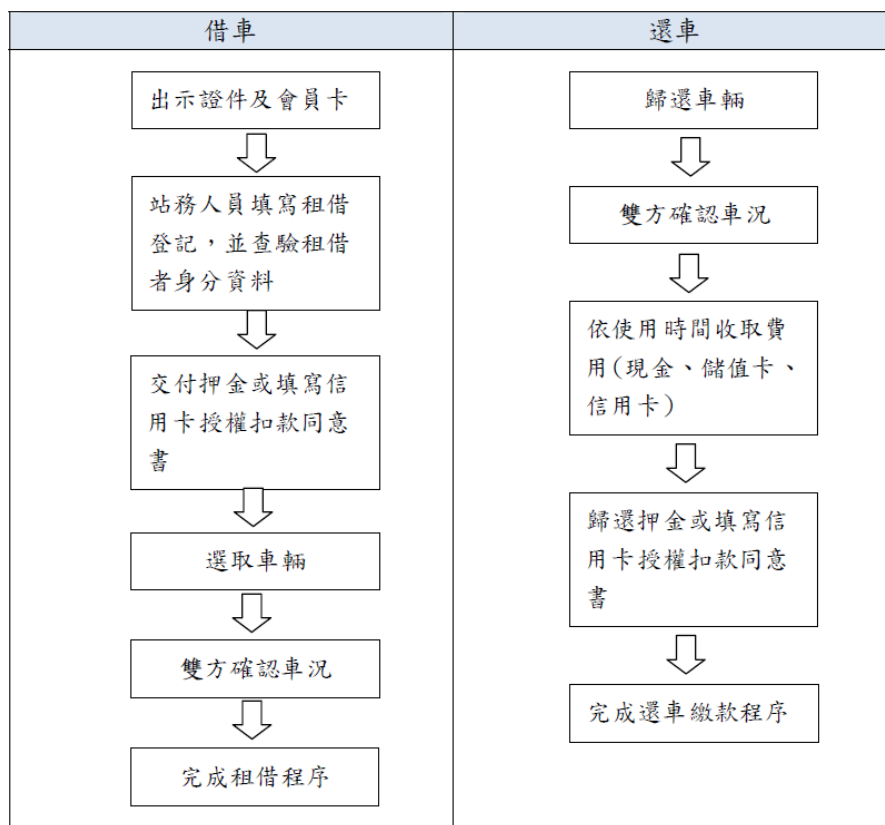 借車
出示證件及會員卡
站務人員填寫租借
登記，並查驗租借
者身分資料
交付押金或填寫信
用卡授權扣款同意
書
選取車輛
雙方確認車況
完成租借程序
還車
歸還車輛
雙方確認車況
依使用時間收取費
用(現金、儲值卡、
信用卡)
歸還押金或填寫信
用卡授權扣款同意
書
完成還車繳款程序